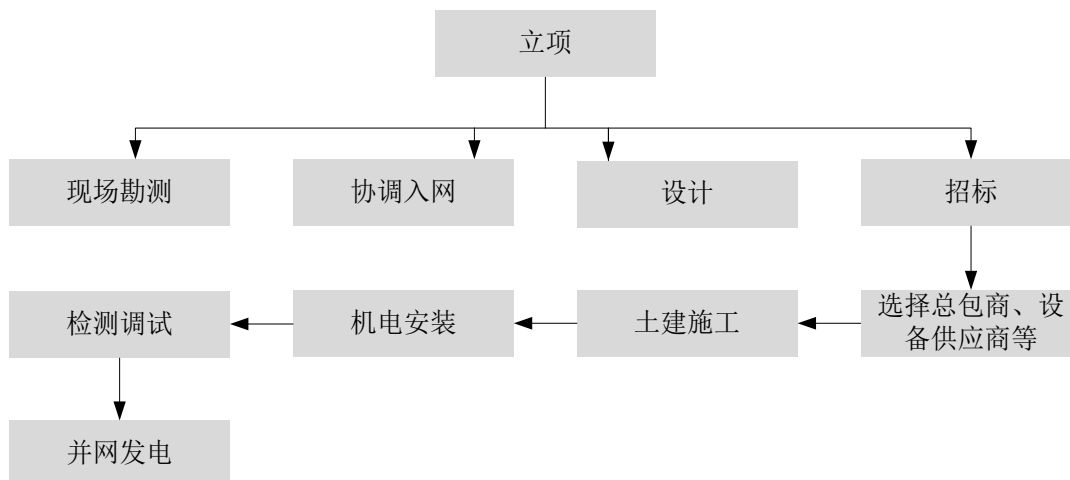 立项
现场勘测
协调入网
设计
招标
检测调试
机电安装
土建施工
选择总包商、设
备供应商等
并网发电